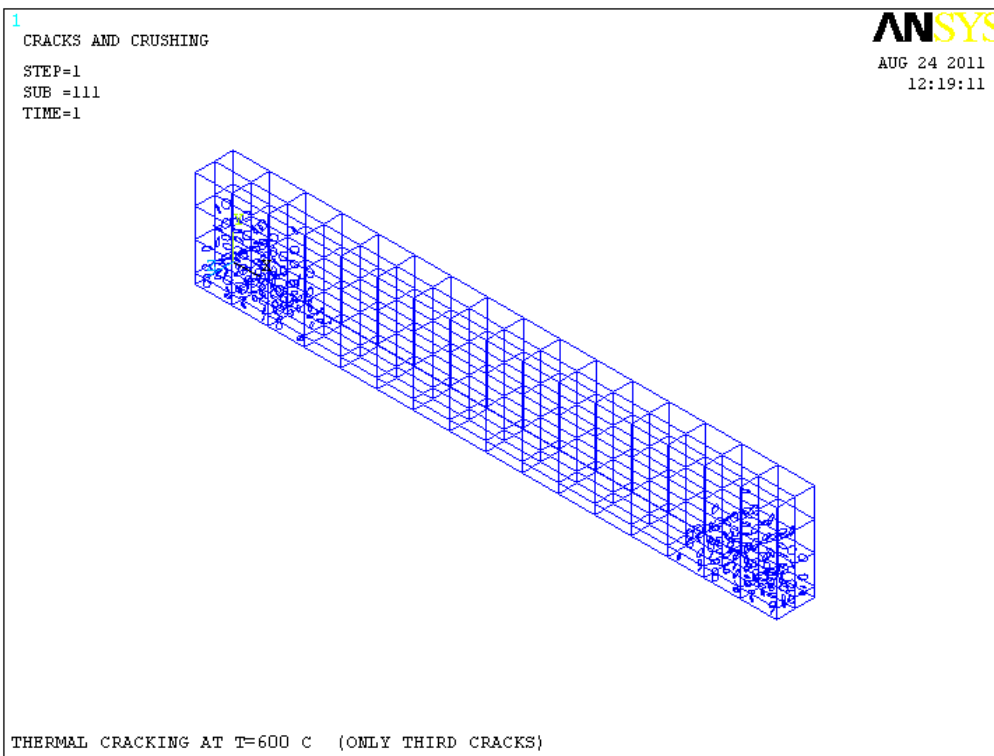 1
CRACKS AND CRUSHING
STEP=1
SUB =111
TIME=1
ANSYS
AUG 24 2011
12:19:11
THERMAL CRACKING AT T=600 C (ONLY THIRD CRACKS)